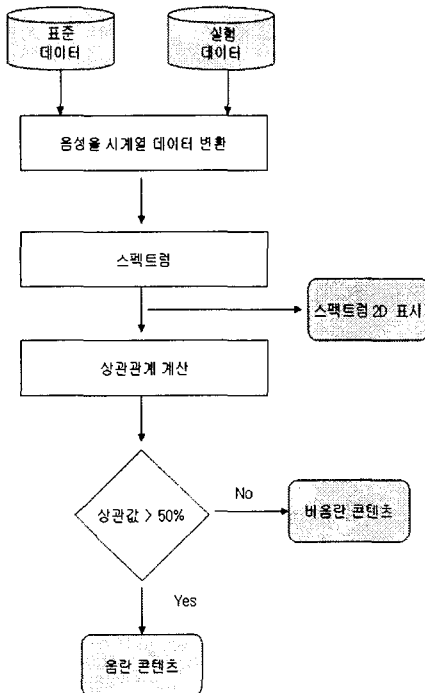 표준
데이터
실험
데이터
음성을 시계열 데이터 변환
스펙트럼
스펙트럼 2D 표시
상관관계 계산
상관값 > 50%
No
비음란 콘텐츠
Yes
음란 콘텐츠